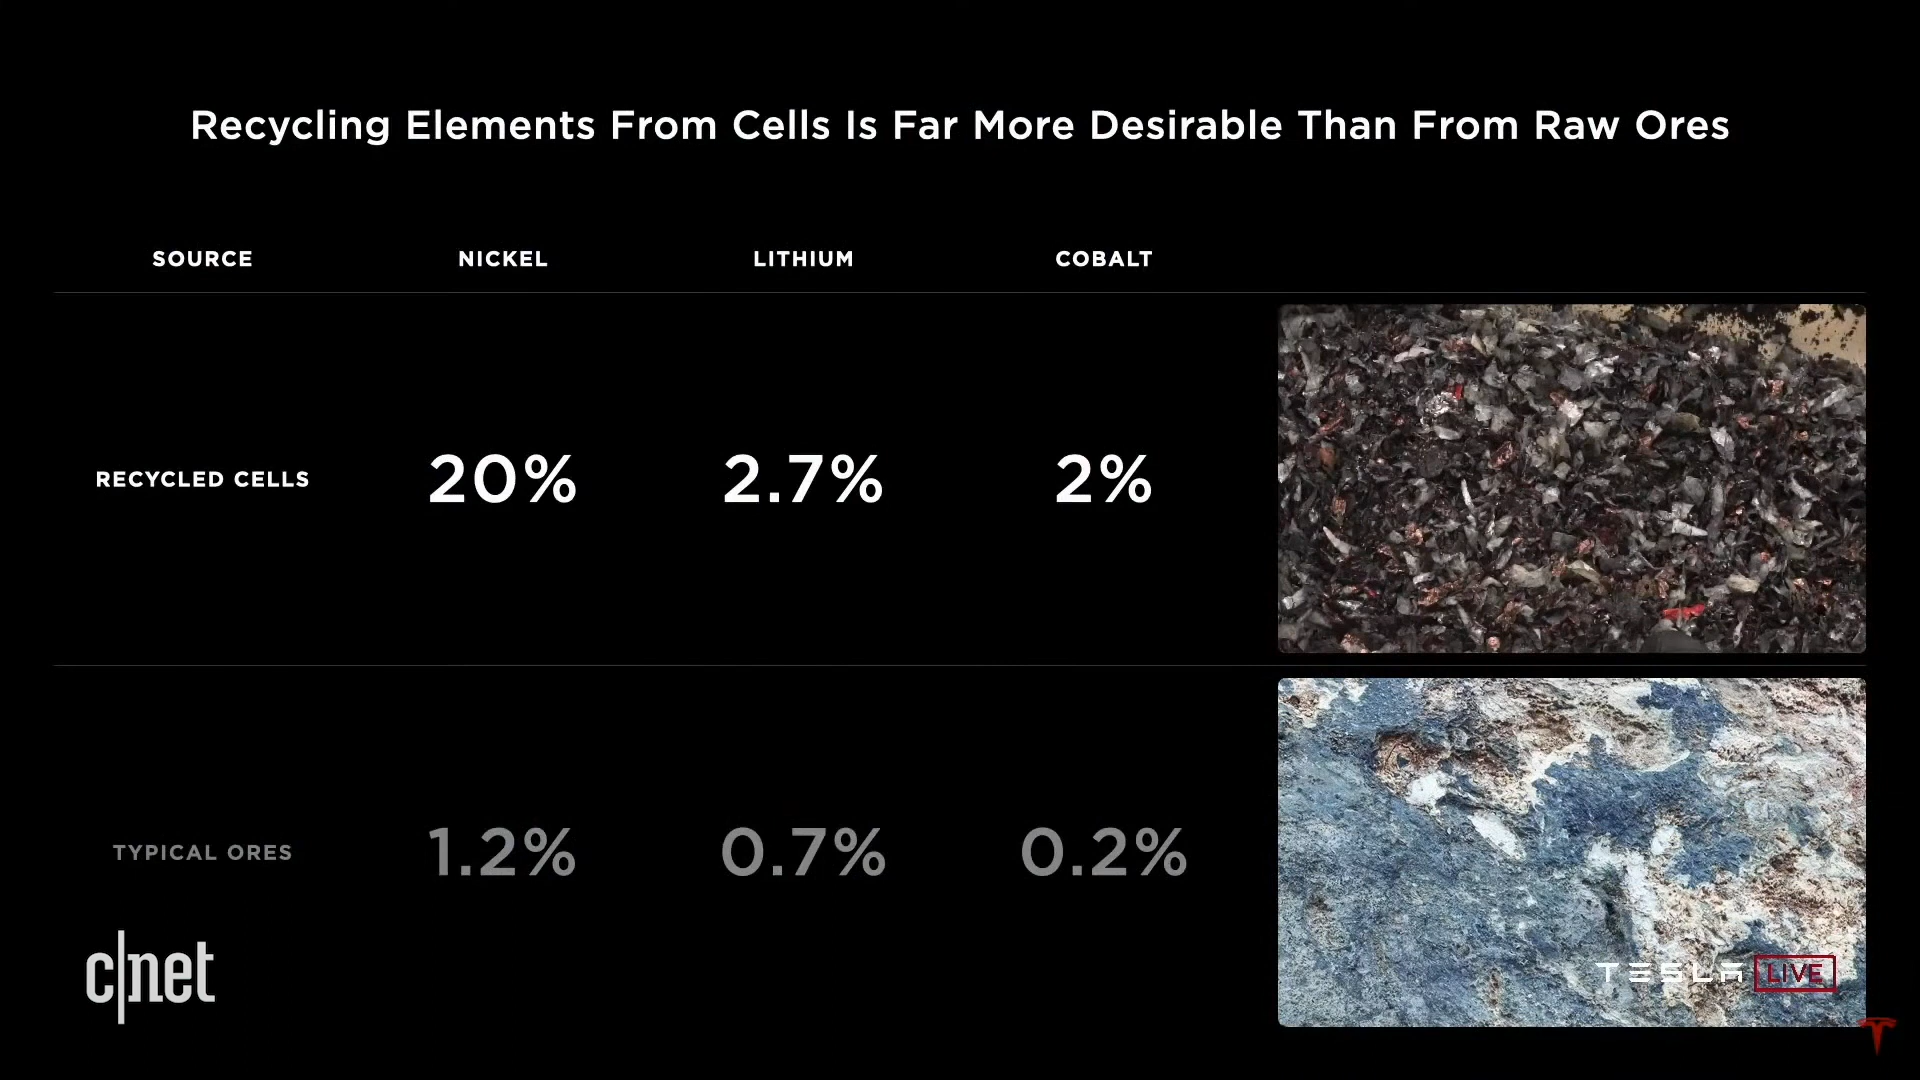 Recycling Elements From Cells Is Far More Desirable Than From Raw Ores
SOURCE NICKEL LITHIUM COBALT
RECYCLED CELLS 20% 2.7% 2%
TYPICAL ORES 1.2% 0.7% 0.2%
c|net
TESLA LIVE